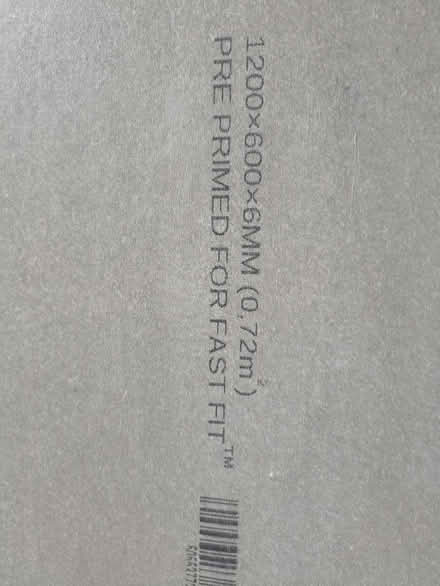 1200×600×6MM (0,72m²)
PRE PRIMED FOR FAST FIT™